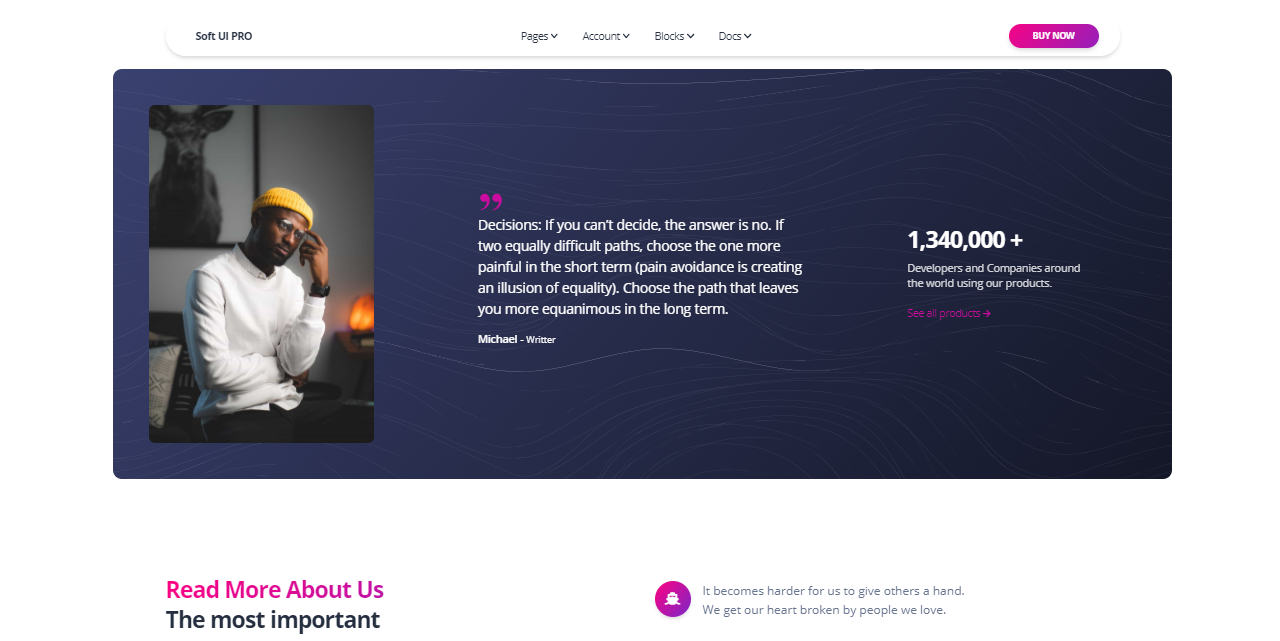 Soft UI PRO
Pages
Account
Blocks
Docs
BUY NOW
”
Decisions: If you can't decide, the answer is no. If
two equally difficult paths, choose the one more
painful in the short term (pain avoidance is creating
an illusion of equality). Choose the path that leaves
you more equanimous in the long term.
Michael - Writter
1,340,000 +
Developers and Companies around
the world using our products.
See all products →
Read More About Us
The most important
It becomes harder for us to give others a hand.
We get our heart broken by people we love.